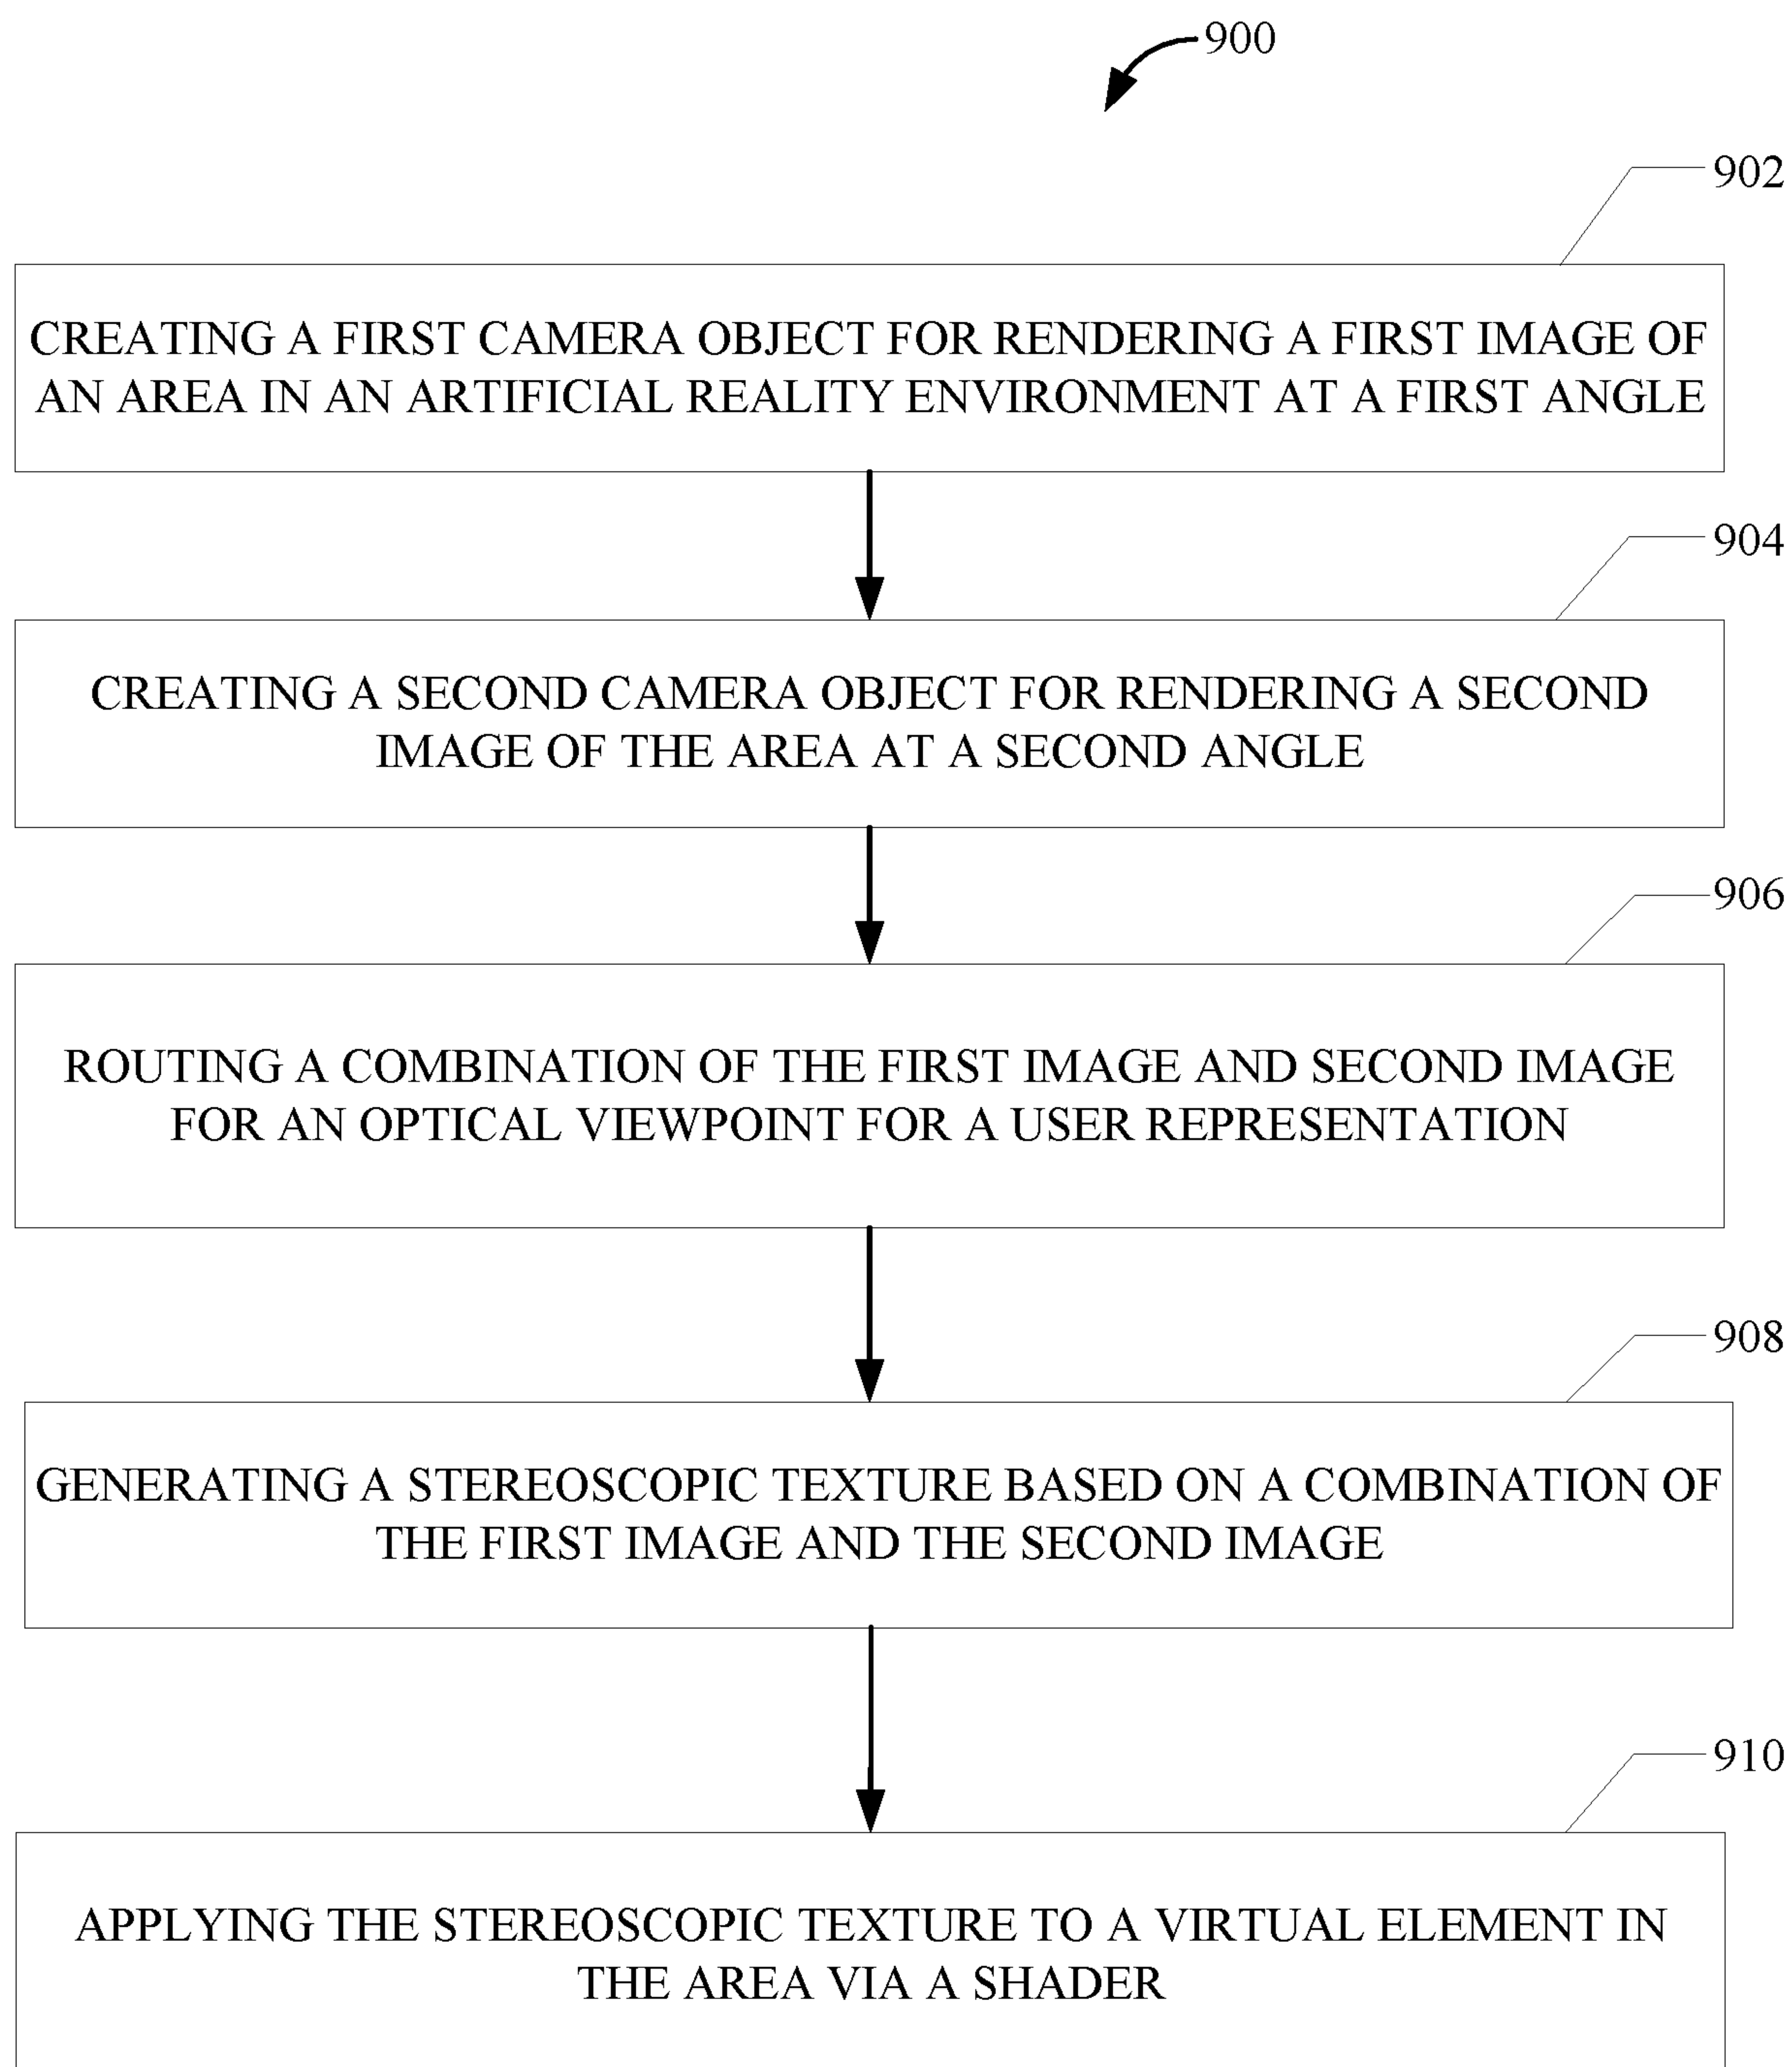 900
902
CREATING A FIRST CAMERA OBJECT FOR RENDERING A FIRST IMAGE OF
AN AREA IN AN ARTIFICIAL REALITY ENVIRONMENT AT A FIRST ANGLE
904
CREATING A SECOND CAMERA OBJECT FOR RENDERING A SECOND
IMAGE OF THE AREA AT A SECOND ANGLE
906
ROUTING A COMBINATION OF THE FIRST IMAGE AND SECOND IMAGE
FOR AN OPTICAL VIEWPOINT FOR A USER REPRESENTATION
908
GENERATING A STEREOSCOPIC TEXTURE BASED ON A COMBINATION OF
THE FIRST IMAGE AND THE SECOND IMAGE
910
APPLYING THE STEREOSCOPIC TEXTURE TO A VIRTUAL ELEMENT IN
THE AREA VIA A SHADER